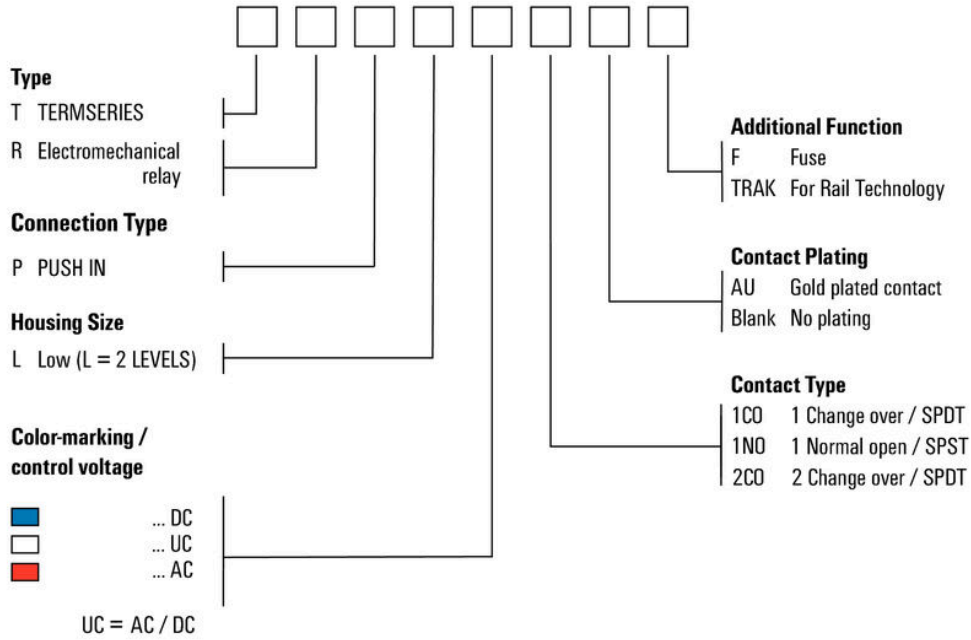 Type
T TERMSERIES
R Electromechanical
relay
Connection Type
P PUSH IN
Housing Size
L Low (L = 2 LEVELS)
Color-marking /
control voltage
... DC
... UC
... AC
UC = AC / DC
Additional Function
F Fuse
TRAK For Rail Technology
Contact Plating
AU Gold plated contact
Blank No plating
Contact Type
1CO 1 Change over / SPDT
1NO 1 Normal open / SPST
2CO 2 Change over / SPDT